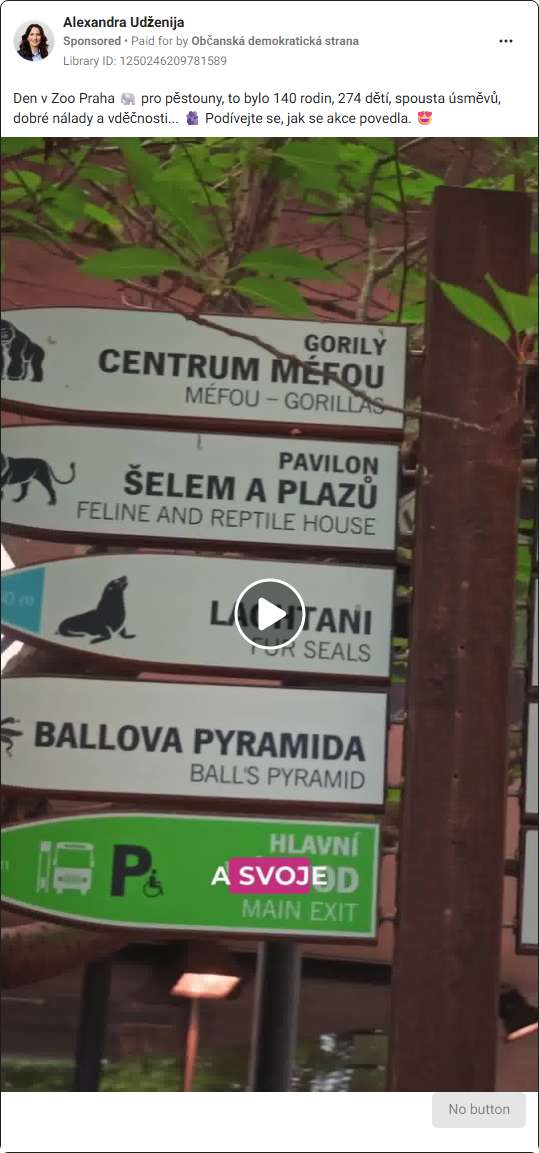 Alexandra Udženija
Sponsored • Paid for by Občanská demokratická strana
Library ID: 1250246209781589
Den v Zoo Praha 🐘 pro pěstouny, to bylo 140 rodin, 274 dětí, spousta úsměvů,
dobré nálady a vděčnosti... 🦍 Podívejte se, jak se akce povedla. 😍
GORILY
CENTRUM MÉFOU
MÉFOU – GORILLAS
PAVILON
ŠELEM A PLAZŮ
FELINE AND REPTILE HOUSE
LACHTANI
FUR SEALS
BALLOVA PYRAMIDA
BALL'S PYRAMID
HLAVNÍ
P
A SVOJE
MAIN EXIT
No button